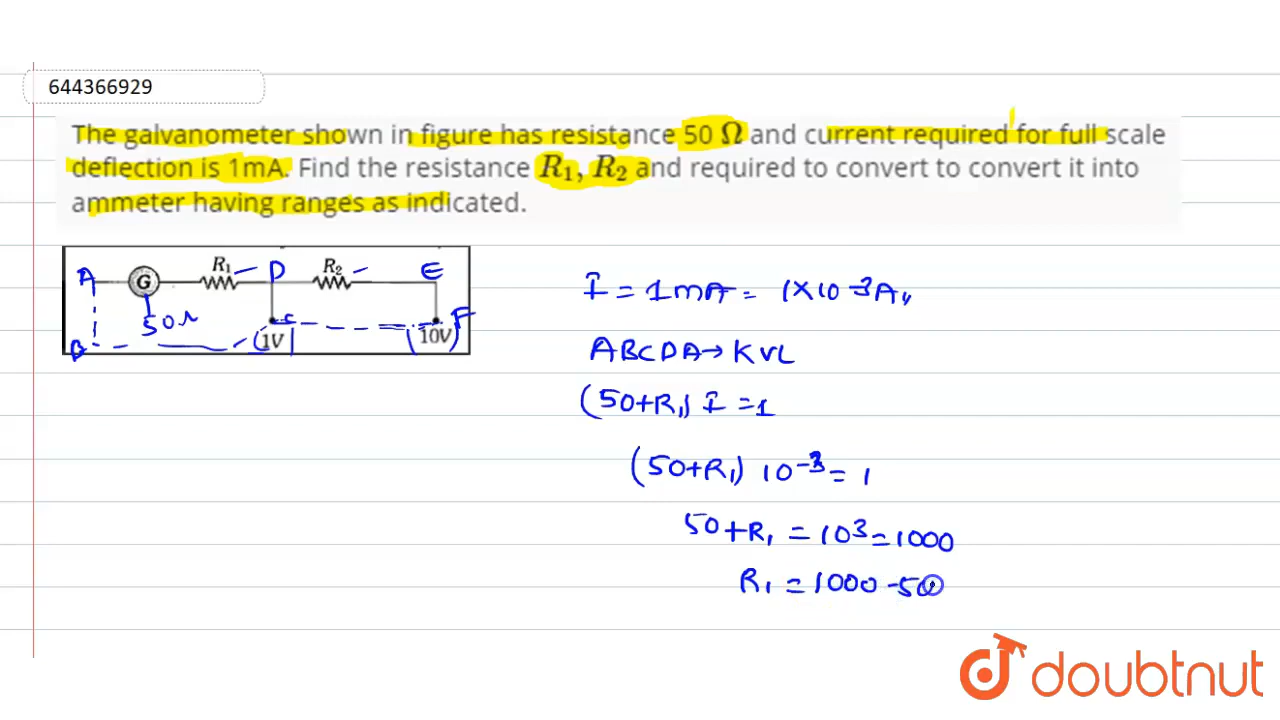 644366929
The galvanometer shown in figure has resistance 50 Ω and current required for full scale
deflection is 1mA. Find the resistance R₁, R₂ and required to convert to convert it into
ammeter having ranges as indicated.
A G R₁ D R₂ E
50Ω C F
B 1V 10V
I = 1mA = 1×10⁻³A,
ABCDA → KVL
(50+R₁) I = 1
(50+R₁) 10⁻³ = 1
50+R₁ = 10³ = 1000
R₁ = 1000 - 50
doubtnut